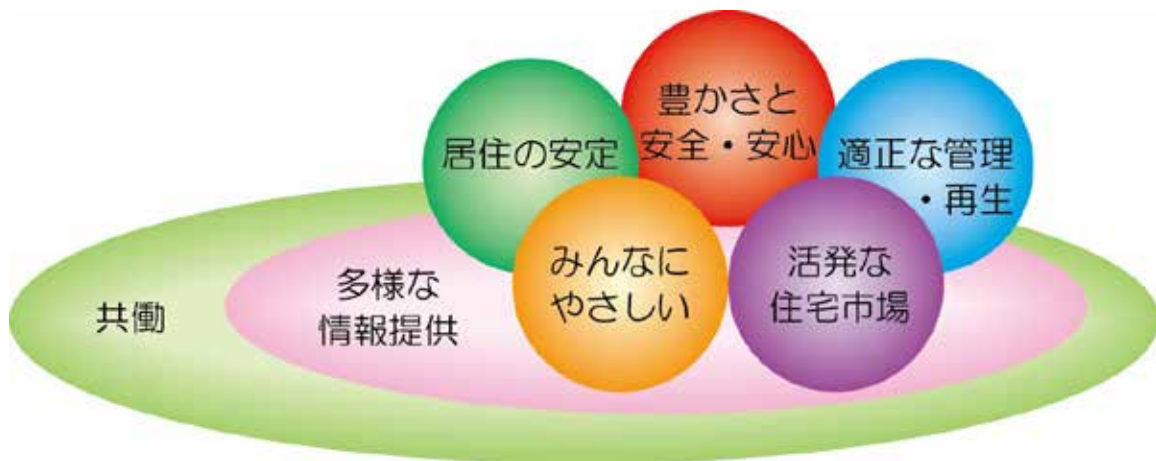 豊かさと
安全・安心
居住の安定
適正な管理
・再生
みんなに
やさしい
活発な
住宅市場
多様な
情報提供
共働